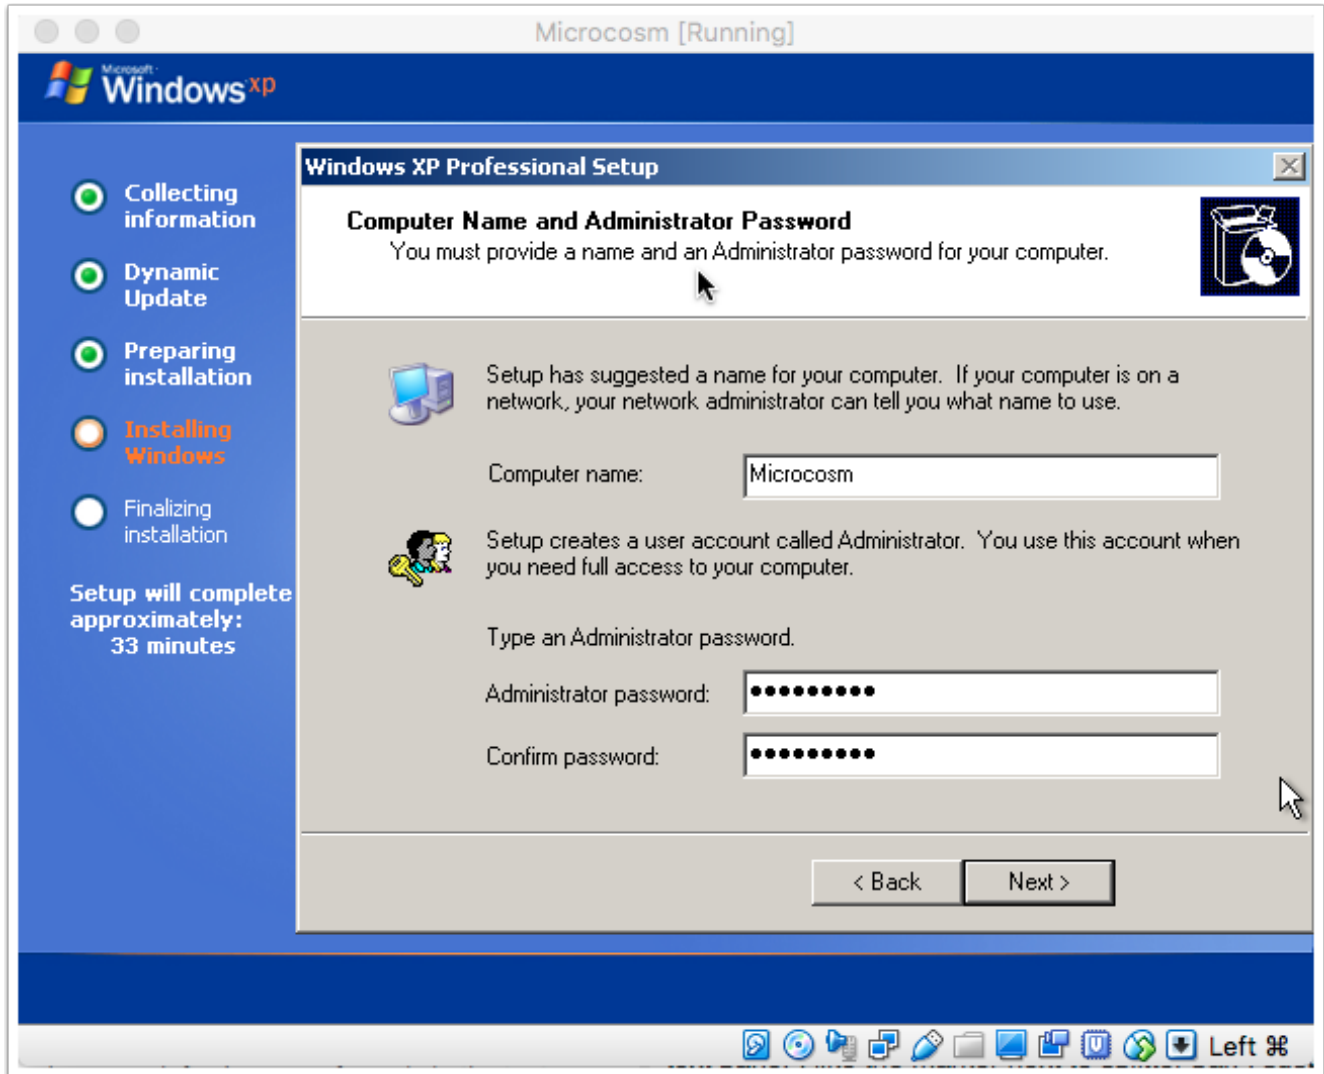 Microcosm [Running]
Microsoft
Windows xp
Collecting
information
Dynamic
Update
Preparing
installation
Installing
Windows
Finalizing
installation
Setup will complete
approximately:
33 minutes
Windows XP Professional Setup
Computer Name and Administrator Password
You must provide a name and an Administrator password for your computer.
Setup has suggested a name for your computer.  If your computer is on a
network, your network administrator can tell you what name to use.
Computer name:
Microcosm
Setup creates a user account called Administrator.  You use this account when
you need full access to your computer.
Type an Administrator password.
Administrator password:
•••••••••
Confirm password:
•••••••••
< Back
Next >
Left ⌘